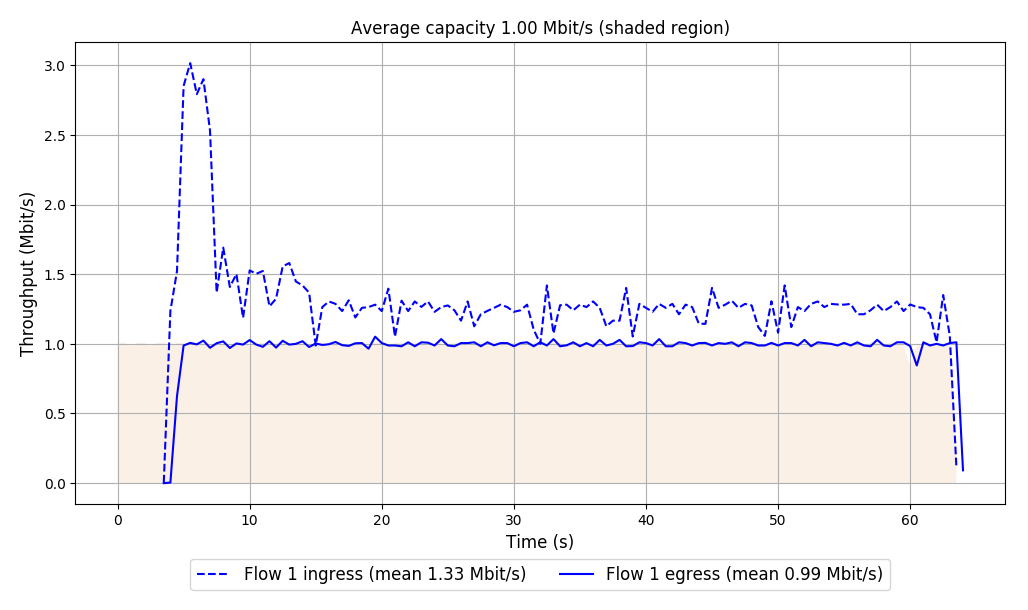 Average capacity 1.00 Mbit/s (shaded region)
Throughput (Mbit/s)
3.0
2.5
2.0
1.5
1.0
0.5
0.0
0 10 20 30 40 50 60
Time (s)
Flow 1 ingress (mean 1.33 Mbit/s) Flow 1 egress (mean 0.99 Mbit/s)